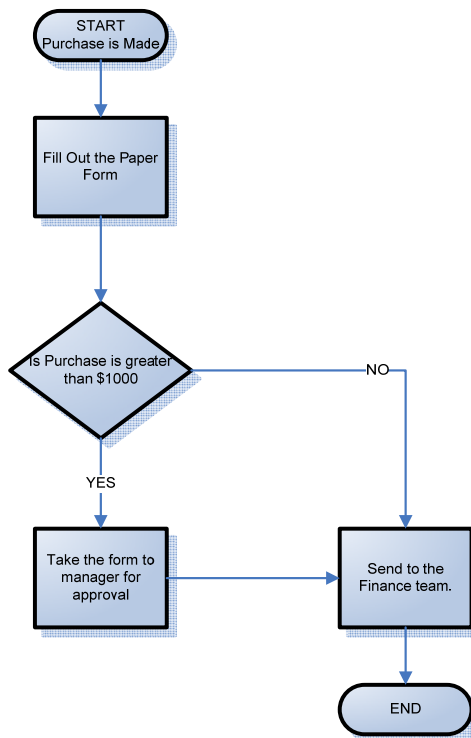 START
Purchase is Made
Fill Out the Paper
Form
Is Purchase is greater
than $1000
NO
YES
Take the form to
manager for
approval
Send to the
Finance team.
END